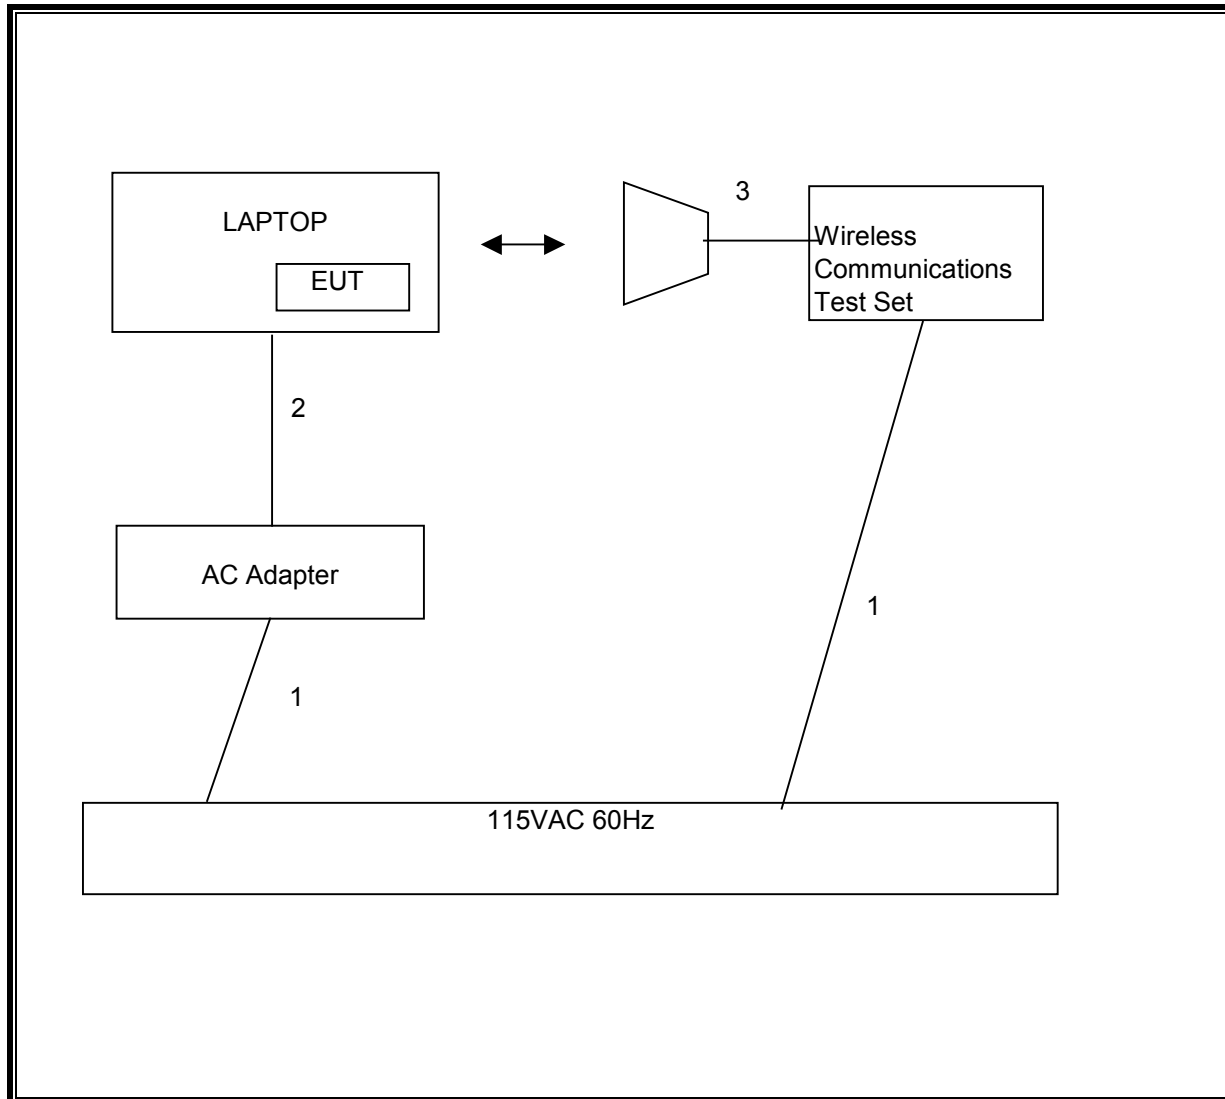 LAPTOP
EUT
3
Wireless
Communications
Test Set
2
AC Adapter
1
1
115VAC 60Hz